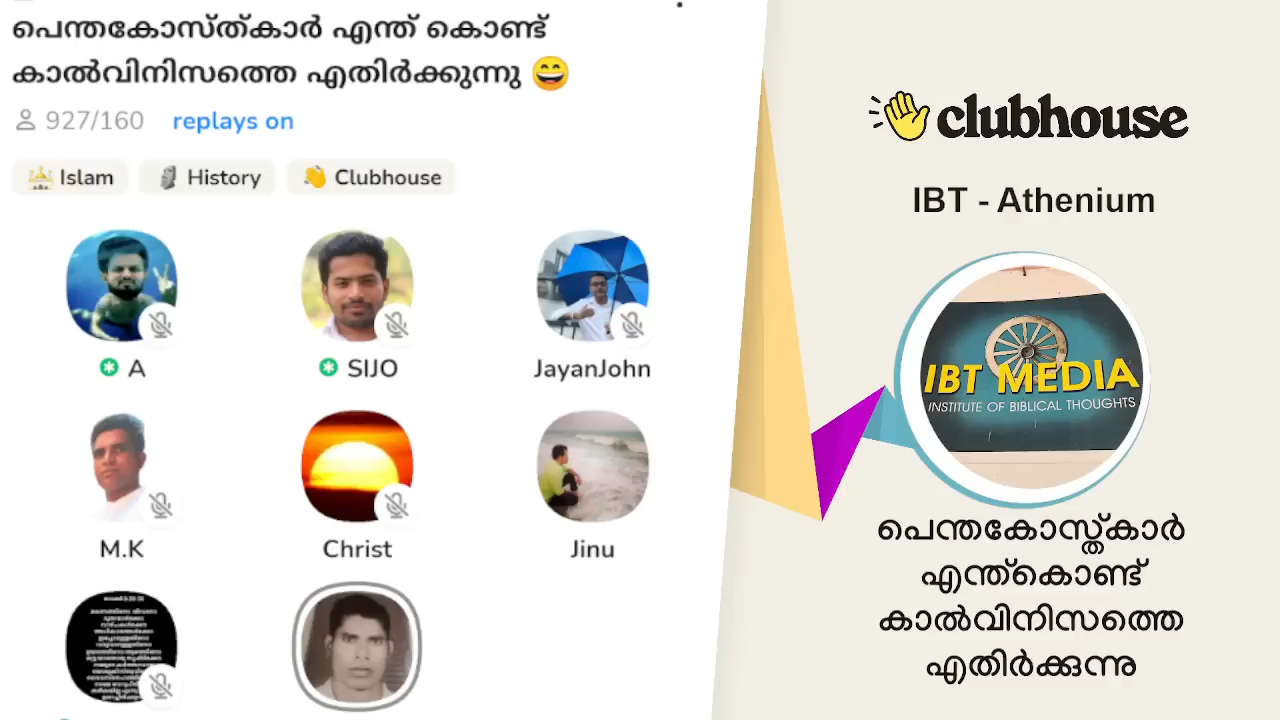 പെന്തകോസ്ത്കാർ എന്ത് കൊണ്ട്
കാൽവിനിസത്തെ എതിർക്കുന്നു 😄
927/160 replays on
Islam History Clubhouse
A SIJO JayanJohn
M.K Christ Jinu
clubhouse
IBT - Athenium
IBT MEDIA
INSTITUTE OF BIBLICAL THOUGHTS
പെന്തകോസ്ത്കാർ
എന്ത്കൊണ്ട്
കാൽവിനിസത്തെ
എതിർക്കുന്നു